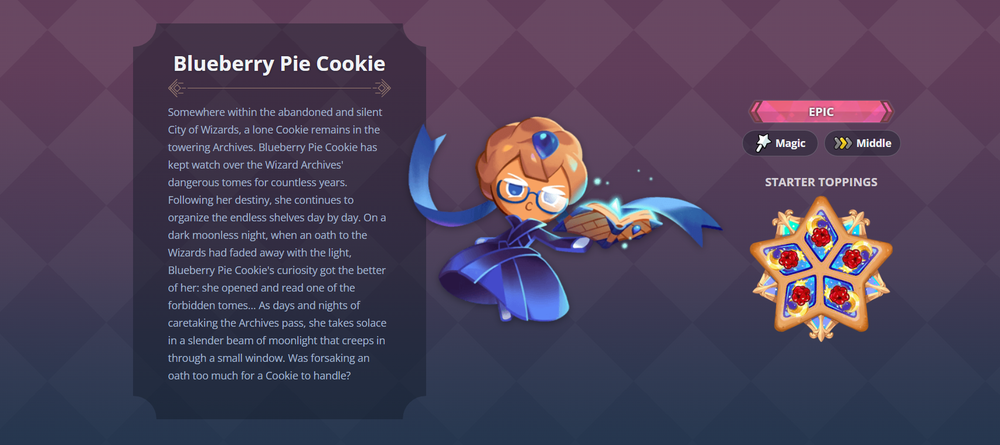 Blueberry Pie Cookie
Somewhere within the abandoned and silent
City of Wizards, a lone Cookie remains in the
towering Archives. Blueberry Pie Cookie has
kept watch over the Wizard Archives'
dangerous tomes for countless years.
Following her destiny, she continues to
organize the endless shelves day by day. On a
dark moonless night, when an oath to the
Wizards had faded away with the light,
Blueberry Pie Cookie's curiosity got the better
of her: she opened and read one of the
forbidden tomes... As days and nights of
caretaking the Archives pass, she takes solace
in a slender beam of moonlight that creeps in
through a small window. Was forsaking an
oath too much for a Cookie to handle?
EPIC
Magic
Middle
STARTER TOPPINGS